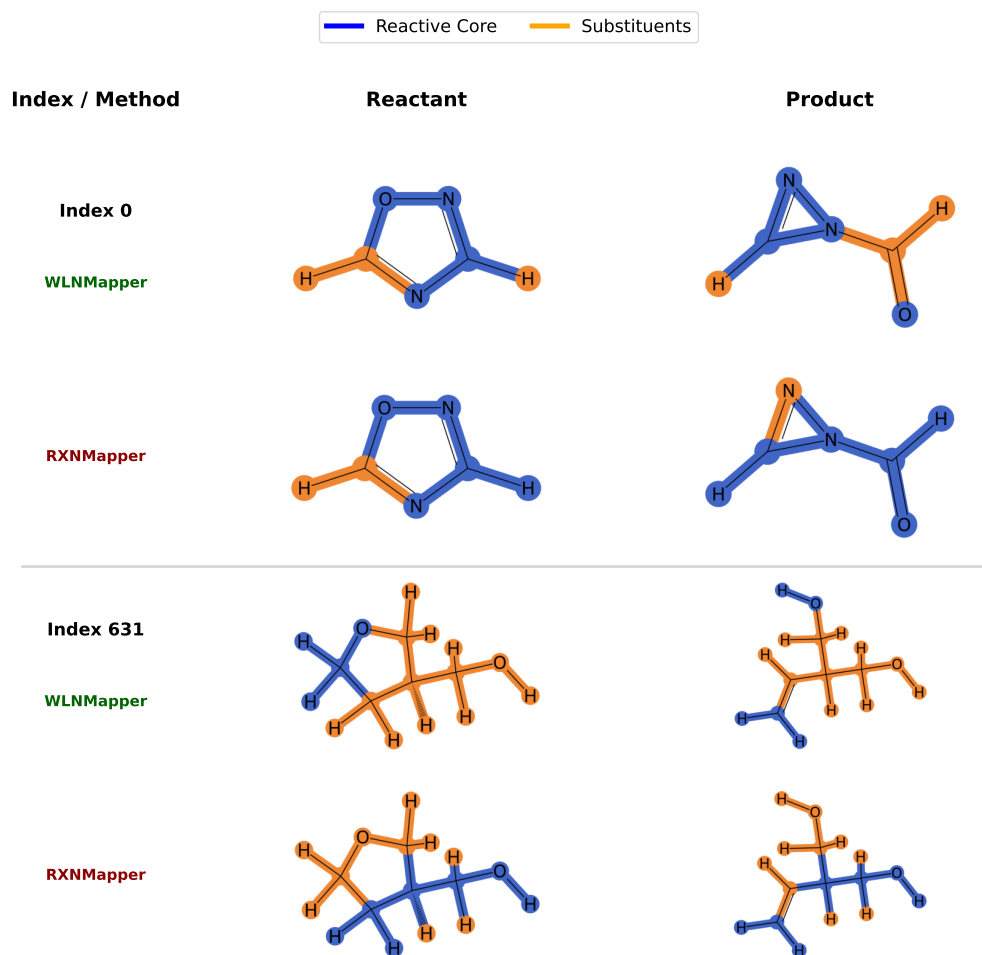 Reactive Core Substituents
Index / Method Reactant Product
Index 0
WLNMapper
O N
H N H
N H
N
H O
RXNMapper
O N
H N H
N H
N
H O
Index 631
WLNMapper
H
H O H H O
H H H H H
H
H O
H H H O
H H H H
H H
RXNMapper
H
H O H H O
H H H H H
H
H O
H H H O
H H H H
H H